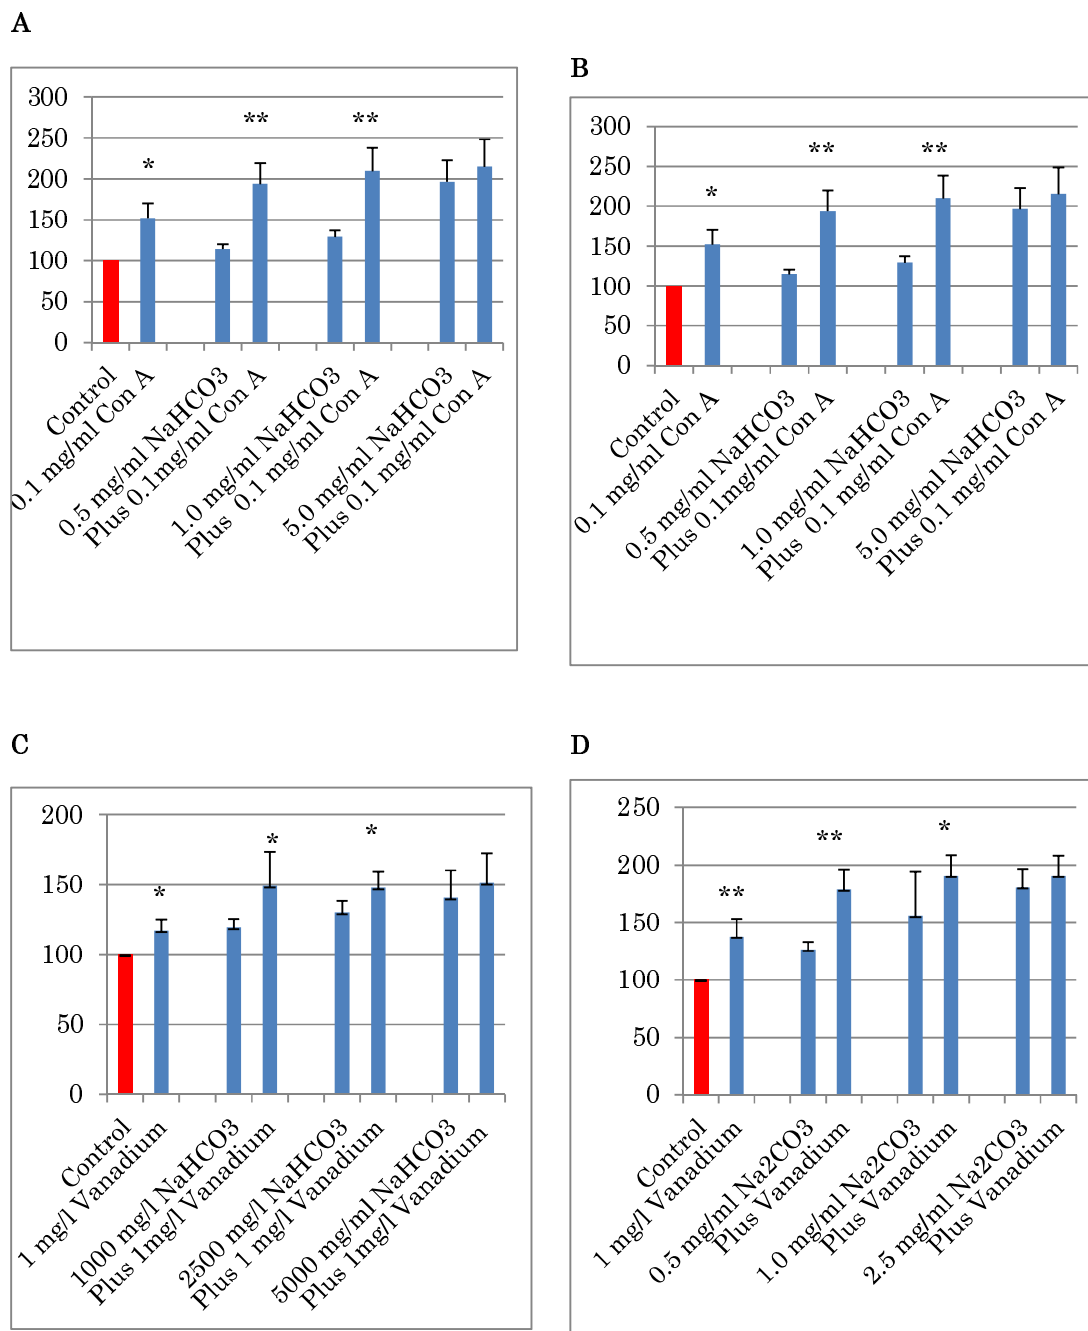 A
300
250
200
150
100
50
0
*
**
**
Control
0.1 mg/ml Con A
0.5 mg/ml NaHCO3
Plus 0.1mg/ml Con A
1.0 mg/ml NaHCO3
Plus 0.1 mg/ml Con A
5.0 mg/ml NaHCO3
Plus 0.1 mg/ml Con A
B
300
250
200
150
100
50
0
*
**
**
Control
0.1 mg/ml Con A
0.5 mg/ml NaHCO3
Plus 0.1mg/ml Con A
1.0 mg/ml NaHCO3
Plus 0.1 mg/ml Con A
5.0 mg/ml NaHCO3
Plus 0.1 mg/ml Con A
C
200
150
100
50
0
*
*
*
Control
1 mg/l Vanadium
1000 mg/l NaHCO3
Plus 1mg/l Vanadium
2500 mg/l NaHCO3
Plus 1 mg/l Vanadium
5000 mg/ml NaHCO3
Plus 1mg/l Vanadium
D
250
200
150
100
50
0
**
**
*
Control
1 mg/l Vanadium
0.5 mg/ml Na2CO3
Plus Vanadium
1.0 mg/ml Na2CO3
Plus Vanadium
2.5 mg/ml Na2CO3
Plus Vanadium